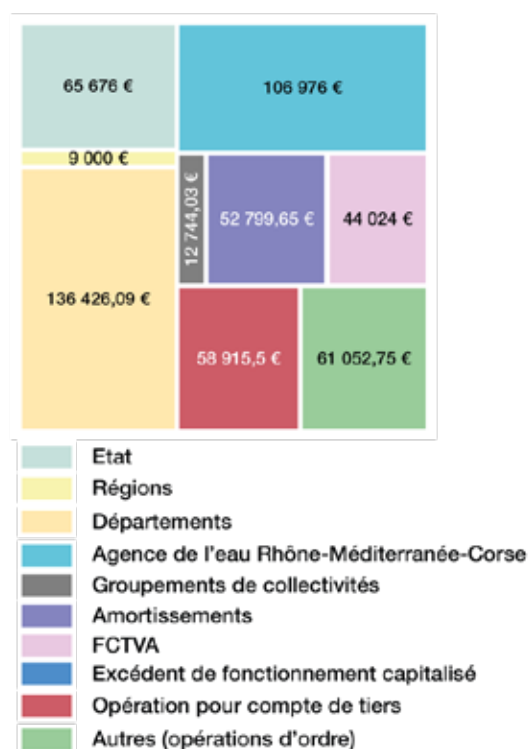 65 676 €
106 976 €
9 000 €
12 744,03 €
52 799,65 €
44 024 €
136 426,09 €
58 915,5 €
61 052,75 €
Etat
Régions
Départements
Agence de l'eau Rhône-Méditerranée-Corse
Groupements de collectivités
Amortissements
FCTVA
Excédent de fonctionnement capitalisé
Opération pour compte de tiers
Autres (opérations d'ordre)